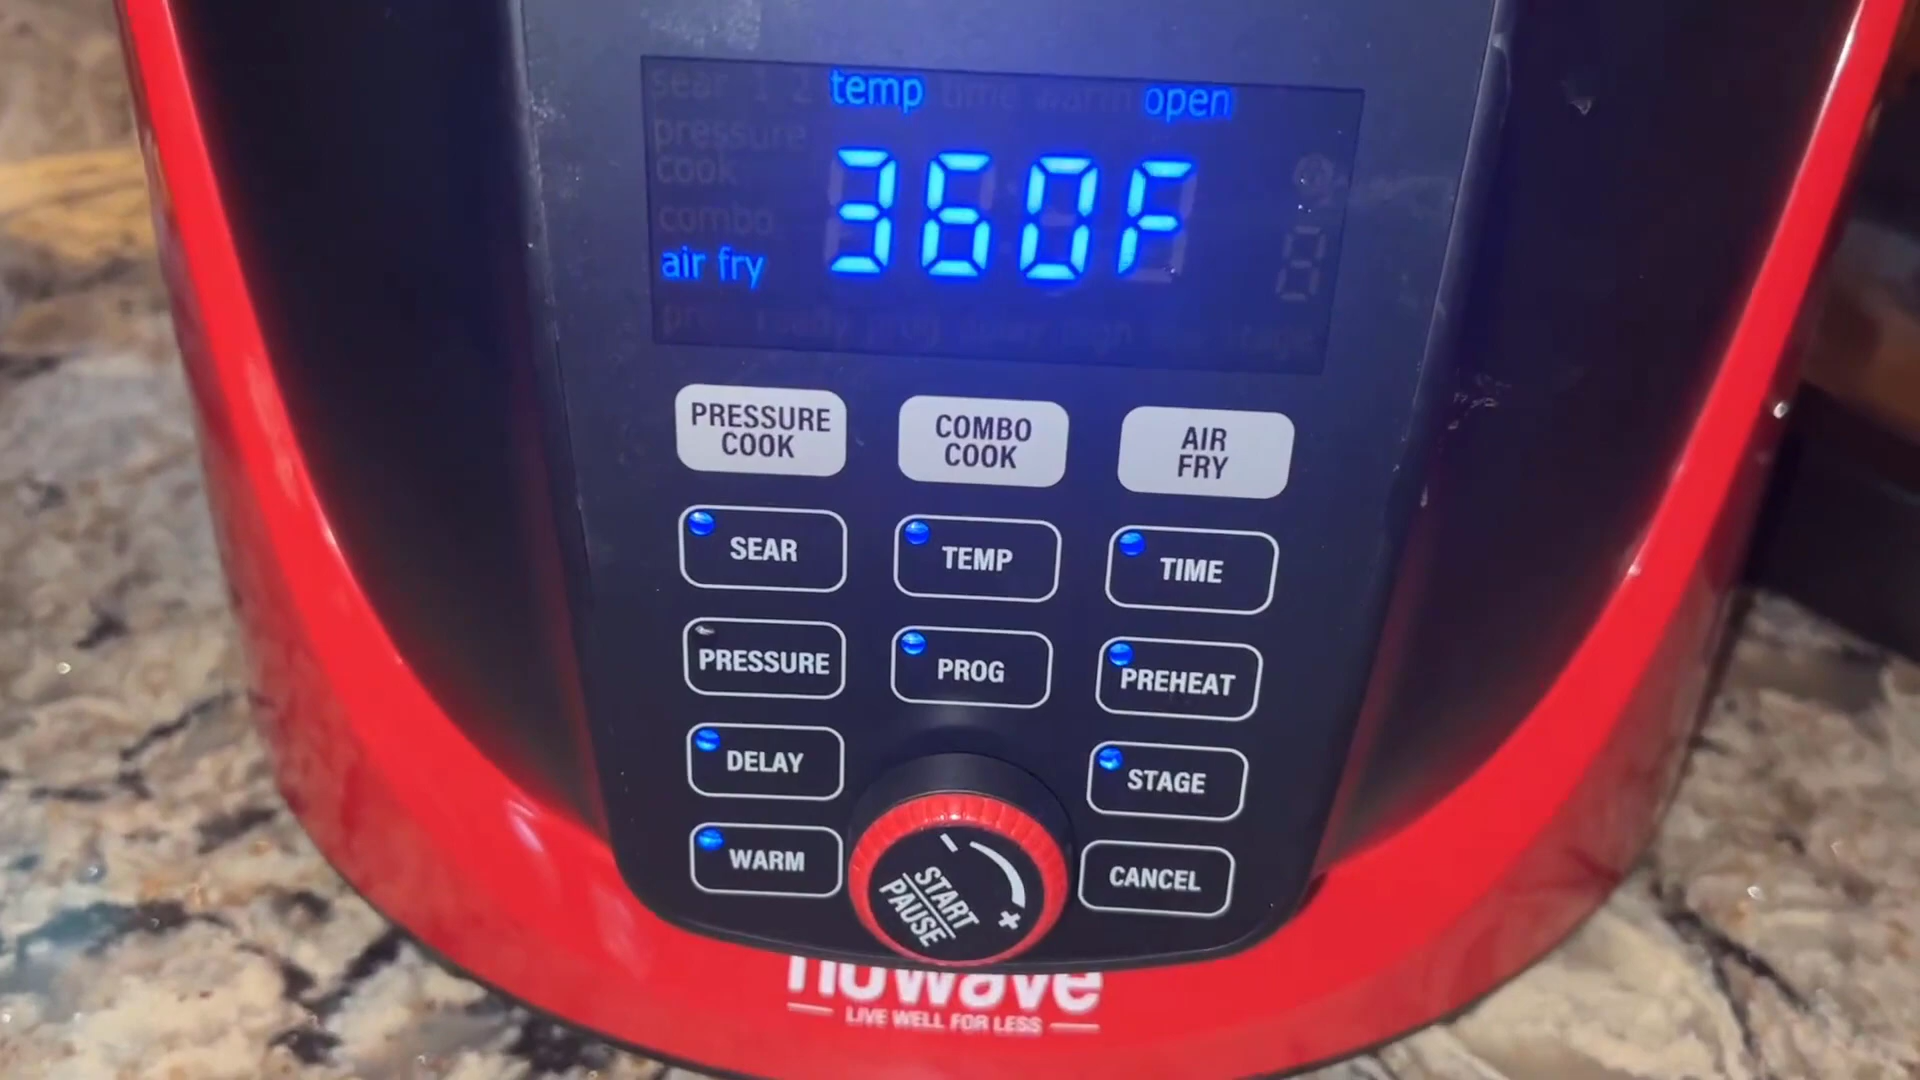 sear 1 2 temp time warm open
pressure
cook
combo
air fry
360F
PRESSURE
COOK
COMBO
COOK
AIR
FRY
SEAR
TEMP
TIME
PRESSURE
PROG
PREHEAT
DELAY
STAGE
WARM
START
PAUSE
- +
CANCEL
nuwave
LIVE WELL FOR LESS